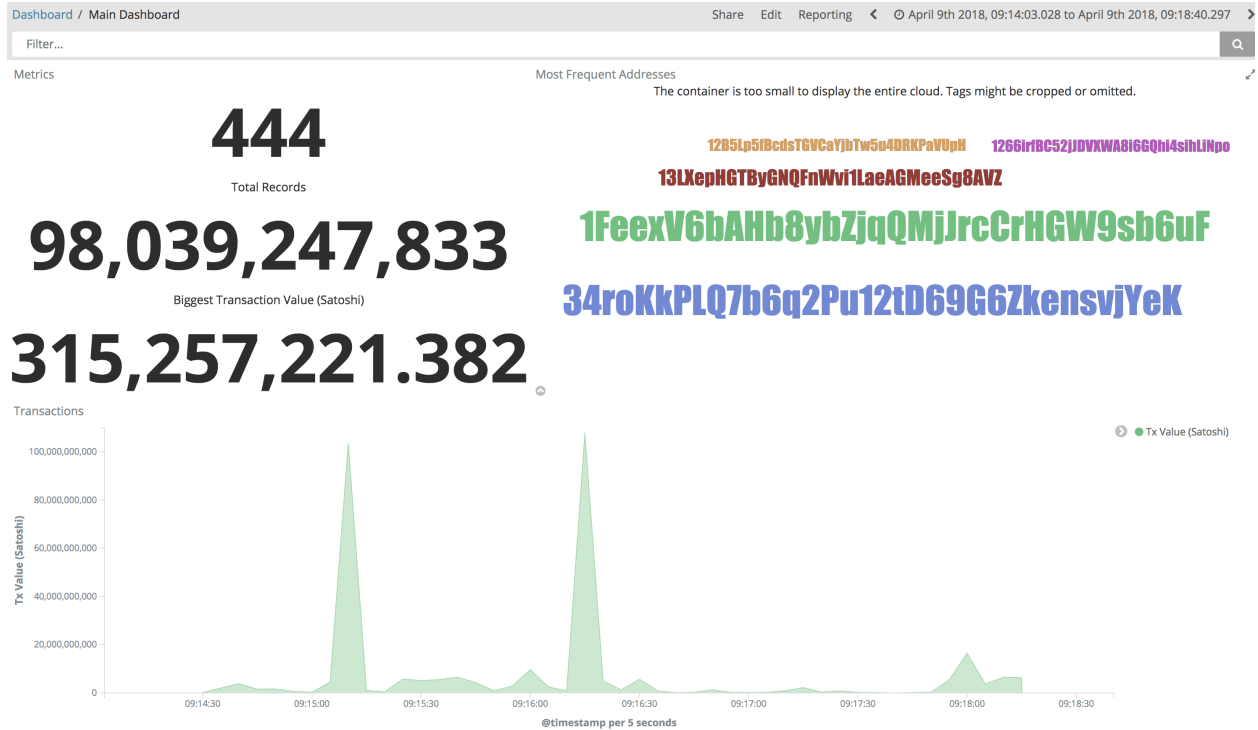 Dashboard / Main Dashboard
Share Edit Reporting April 9th 2018, 09:14:03.028 to April 9th 2018, 09:18:40.297
Filter...
Metrics
444
Total Records
98,039,247,833
Biggest Transaction Value (Satoshi)
315,257,221.382
Most Frequent Addresses
The container is too small to display the entire cloud. Tags might be cropped or omitted.
12B5Lp5fBcdsTGVCaYjbTw5u4DRKPaVUpH 1266irfBC52jJDVXWA8i6GQhi4sihLiNpo
13LXepHGTByGNQFnWvi1LaeAGMeeSg8AVZ
1FeexV6bAHb8ybZjqQMjJrcCrHGW9sb6uF
34roKkPLQ7b6q2Pu12tD69G6ZkensvjYeK
Transactions
Tx Value (Satoshi)
100,000,000,000
80,000,000,000
60,000,000,000
40,000,000,000
20,000,000,000
0
Tx Value (Satoshi)
09:14:30 09:15:00 09:15:30 09:16:00 09:16:30 09:17:00 09:17:30 09:18:00 09:18:30
@timestamp per 5 seconds